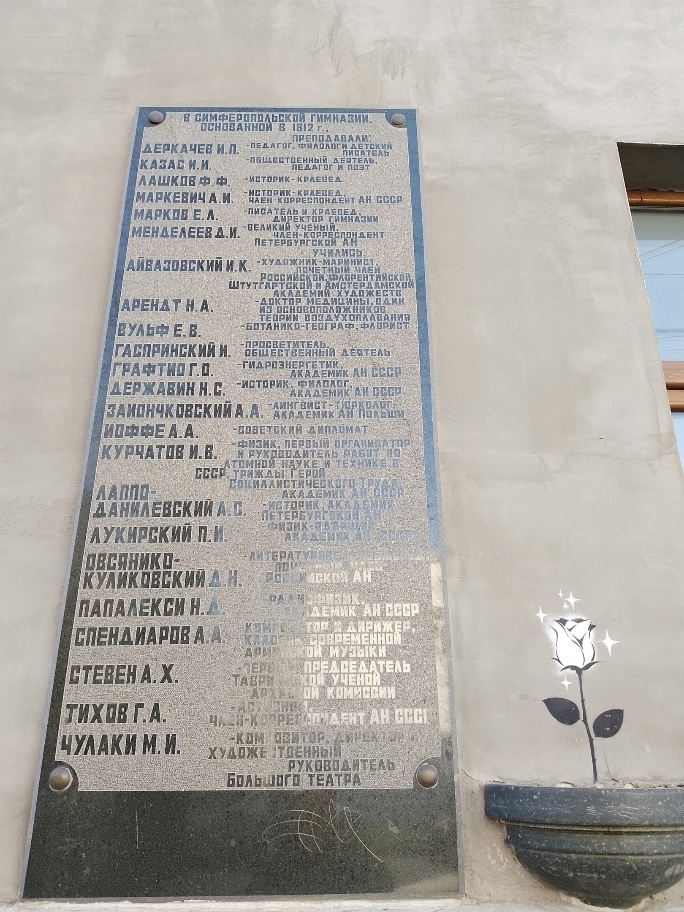 В СИМФЕРОПОЛЬСКОЙ ГИМНАЗИИ,
ОСНОВАННОЙ В 1812 г.,
ПРЕПОДАВАЛИ:
ДЕРКАЧЕВ И.П. -ПЕДАГОГ, ФИЛОЛОГ И ДЕТСКИЙ
ПИСАТЕЛЬ
КАЗАС И.И. -ОБЩЕСТВЕННЫЙ ДЕЯТЕЛЬ,
ПЕДАГОГ И ПОЭТ
ЛАШКОВ Ф.Ф. -ИСТОРИК-КРАЕВЕД
МАРКЕВИЧ А.И. -ИСТОРИК-КРАЕВЕД,
ЧЛЕН-КОРРЕСПОНДЕНТ АН СССР
МАРКОВ Е.Л. -ПИСАТЕЛЬ И КРАЕВЕД,
ДИРЕКТОР ГИМНАЗИИ
МЕНДЕЛЕЕВ Д.И. -ВЕЛИКИЙ УЧЕНЫЙ,
ЧЛЕН-КОРРЕСПОНДЕНТ
ПЕТЕРБУРГСКОЙ АН
УЧИЛИСЬ
АЙВАЗОВСКИЙ И.К. -ХУДОЖНИК-МАРИНИСТ,
ПОЧЕТНЫЙ ЧЛЕН
РОССИЙСКОЙ, ФЛОРЕНТИЙСКОЙ,
ШТУТГАРТСКОЙ И АМСТЕРДАМСКОЙ
АКАДЕМИЙ ХУДОЖЕСТВ
АРЕНДТ Н.А. -ДОКТОР МЕДИЦИНЫ, ОДИН
ИЗ ОСНОВОПОЛОЖНИКОВ
ТЕОРИИ ВОЗДУХОПЛАВАНИЯ
ВУЛЬФ Е.В. -БОТАНИКО-ГЕОГРАФ, ФЛОРИСТ
ГАСПРИНСКИЙ И. -ПРОСВЕТИТЕЛЬ,
ОБЩЕСТВЕННЫЙ ДЕЯТЕЛЬ
ГРАФТИО Г.О. -ГИДРОЭНЕРГЕТИК,
АКАДЕМИК АН СССР
ДЕРЖАВИН Н.С. -ИСТОРИК, ФИЛОЛОГ,
АКАДЕМИК АН СССР
ЗАИОНЧКОВСКИЙ А.А. -ЛИНГВИСТ-ТЮРКОЛОГ,
АКАДЕМИК АН ПОЛЬШИ
ИОФФЕ А.А. -СОВЕТСКИЙ ДИПЛОМАТ
КУРЧАТОВ И.В. -ФИЗИК, ПЕРВЫЙ ОРГАНИЗАТОР
И РУКОВОДИТЕЛЬ РАБОТ ПО
АТОМНОЙ НАУКЕ И ТЕХНИКЕ В
СССР, ТРИЖДЫ ГЕРОЙ
СОЦИАЛИСТИЧЕСКОГО ТРУДА,
АКАДЕМИК АН СССР
ЛАППО-
ДАНИЛЕВСКИЙ А.С. -ИСТОРИК, АКАДЕМИК
ПЕТЕРБУРГСКОЙ АН
ЛУКИРСКИЙ П.И. -ФИЗИК-ЯДЕРЩИК,
АКАДЕМИК АН СССР
ОВСЯНИКО-
КУЛИКОВСКИЙ Д.Н. -ЛИТЕРАТУРОВЕД,
РОССИЙСКОЙ АН
ПАПАЛЕКСИ Н.Д. -РАДИОФИЗИК,
АКАДЕМИК АН СССР
СПЕНДИАРОВ А.А. -КОМПОЗИТОР И ДИРИЖЕР,
КЛАССИК СОВРЕМЕННОЙ
АРМЯНСКОЙ МУЗЫКИ
СТЕВЕН А.Х. -ПЕРВЫЙ ПРЕДСЕДАТЕЛЬ
ТАВРИЧЕСКОЙ УЧЕНОЙ
АРХИВНОЙ КОМИССИИ
ТИХОВ Г.А. -АСТРОНОМ,
ЧЛЕН-КОРРЕСПОНДЕНТ АН СССР
ЧУЛАКИ М.И. -КОМПОЗИТОР, ДИРЕКТОР И
ХУДОЖЕСТВЕННЫЙ
РУКОВОДИТЕЛЬ
БОЛЬШОГО ТЕАТРА